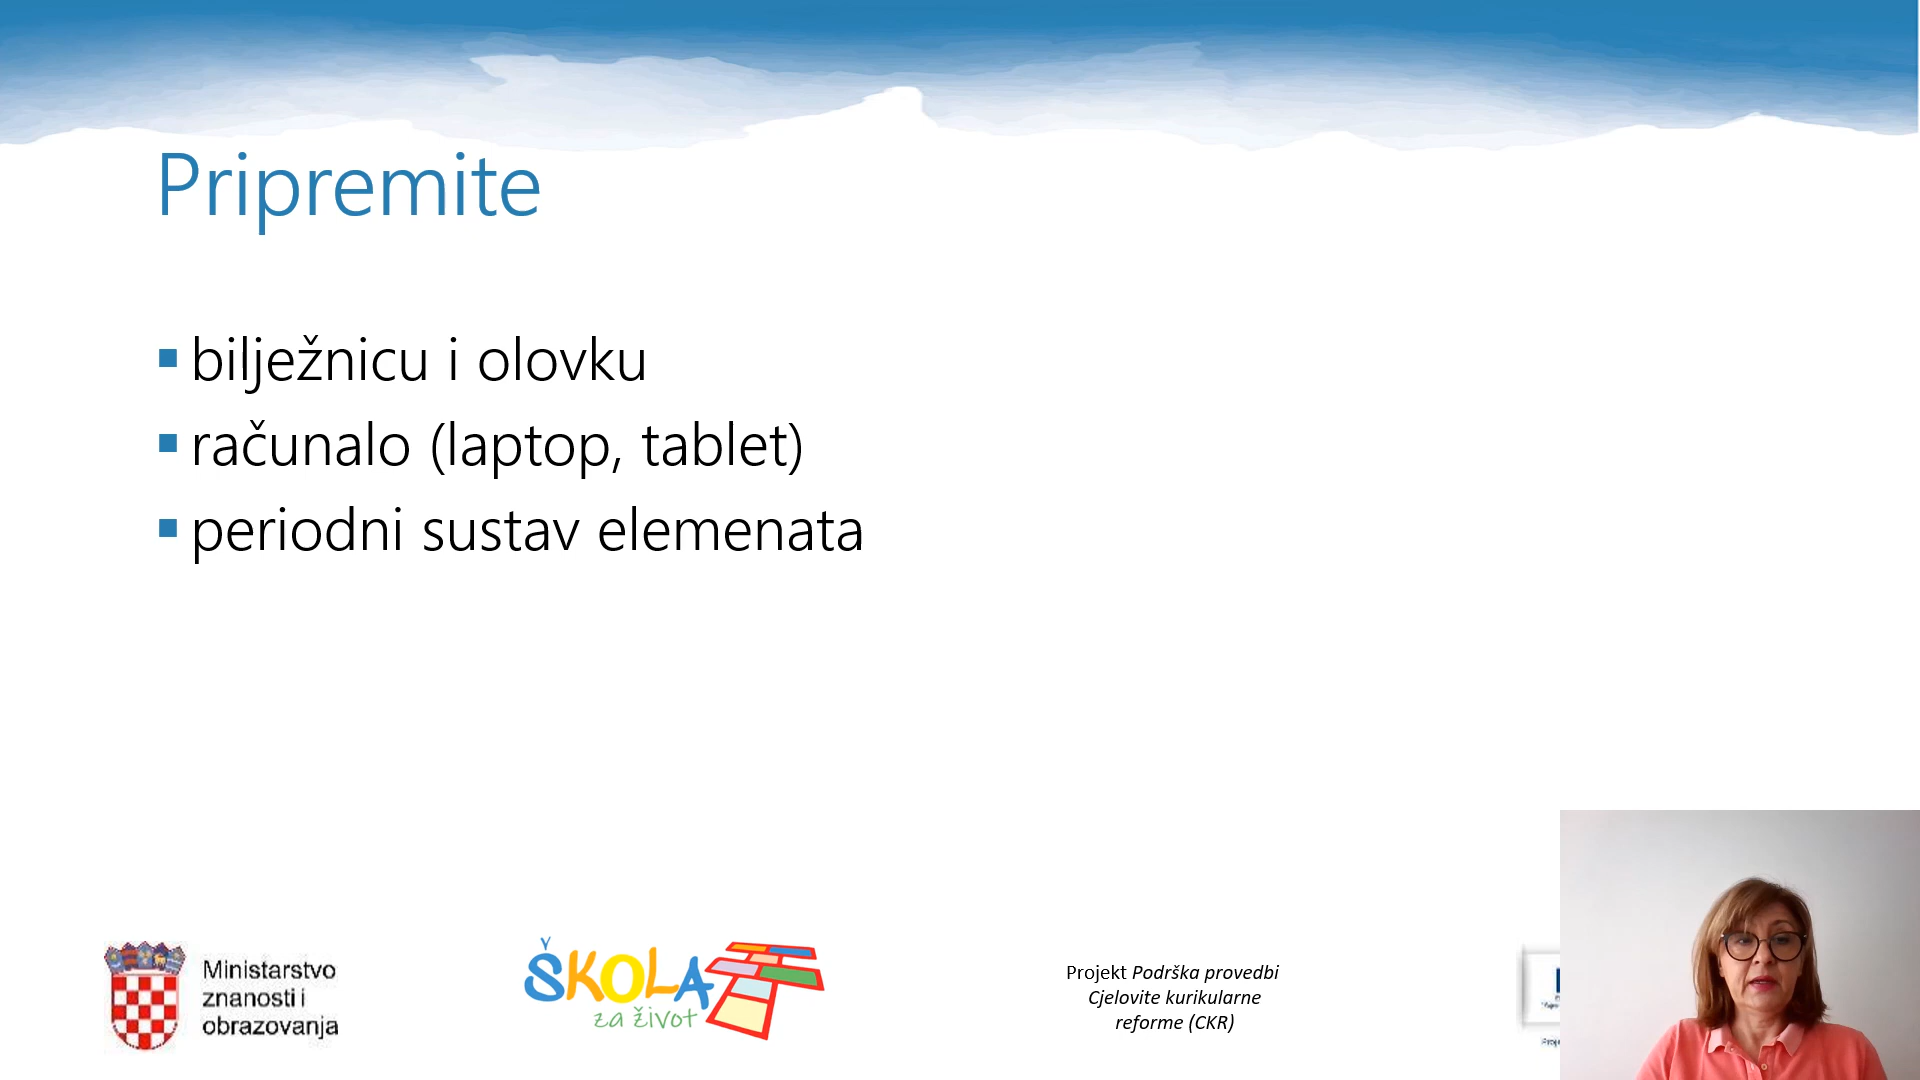 Pripremite
bilježnicu i olovku
računalo (laptop, tablet)
periodni sustav elemenata
Ministarstvo
znanosti i
obrazovanja
ŠKOLA
za život
Projekt Podrška provedbi
Cjelovite kurikularne
reforme (CKR)